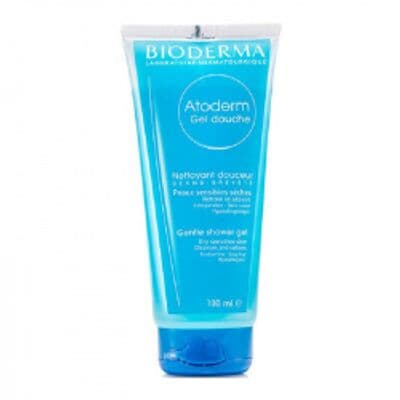 BIODERMA
LABORATOIRE DERMATOLOGIQUE
Atoderm
Gel douche
Nettoyant douceur
Peaux sensibles sèches
Gentle shower gel
Dry sensitive skin
100 ml e